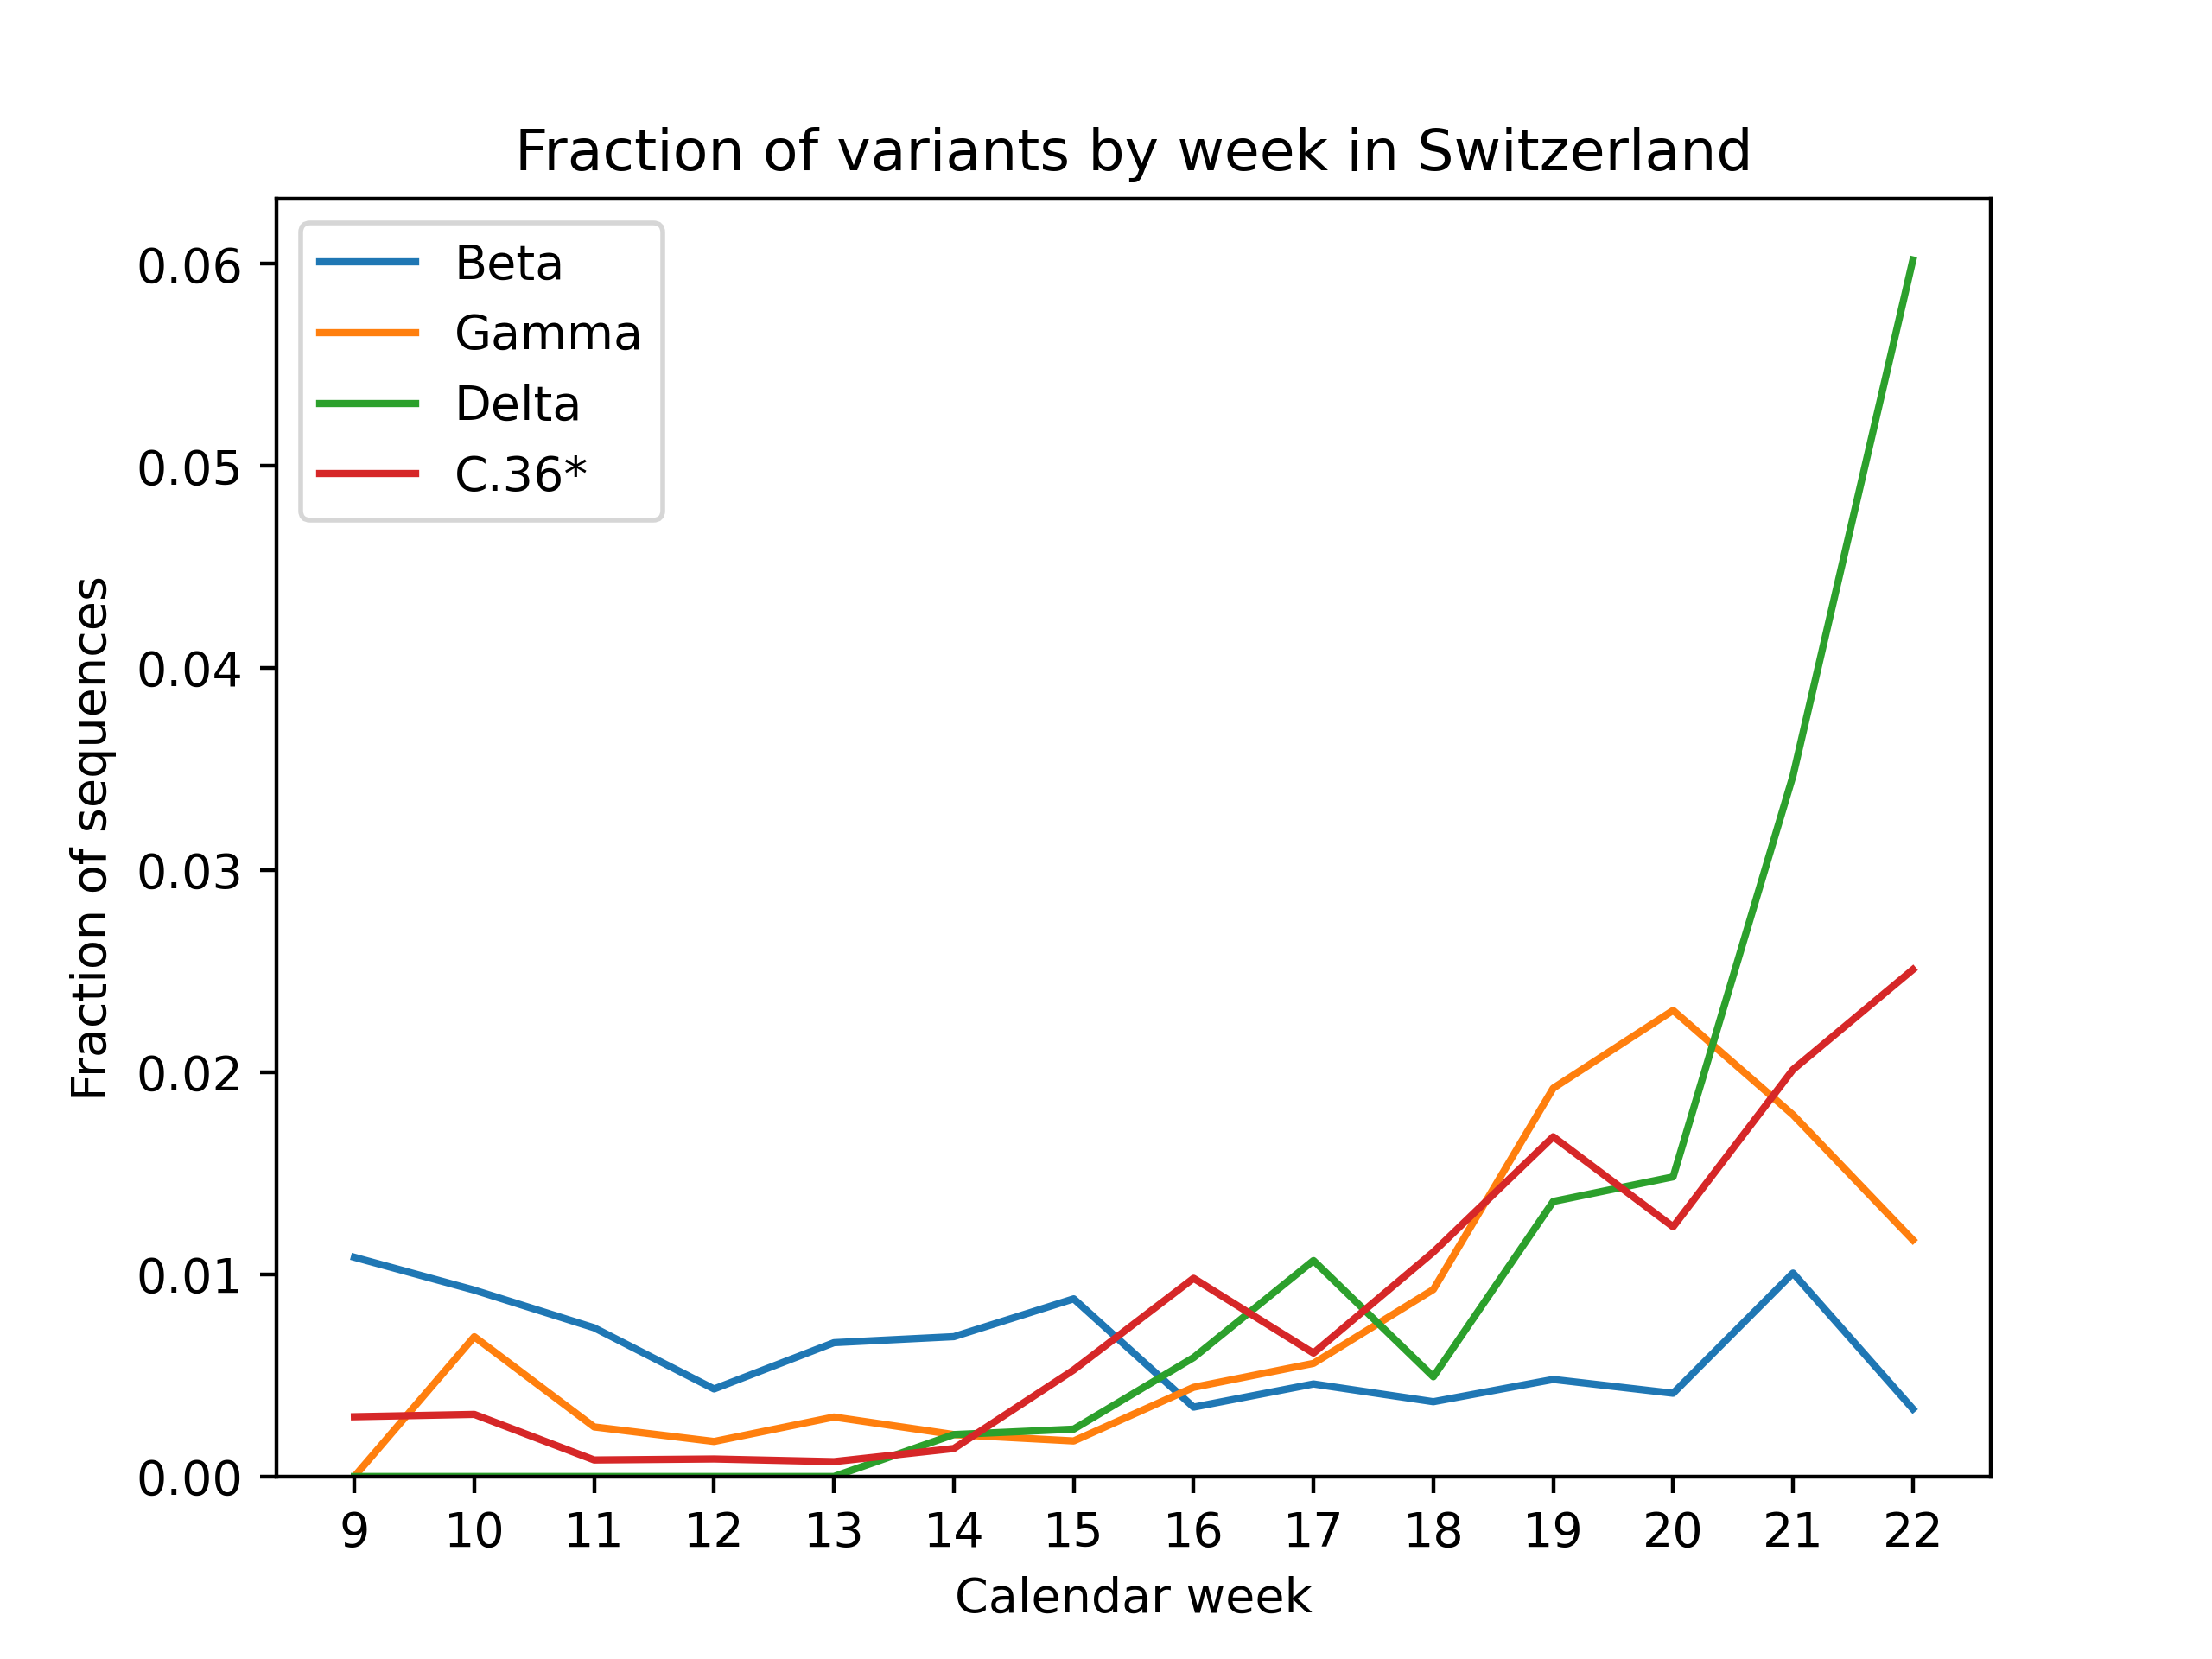 Fraction of variants by week in Switzerland
Beta
Gamma
Delta
C.36*
0.06
0.05
0.04
0.03
0.02
0.01
0.00
Fraction of sequences
9 10 11 12 13 14 15 16 17 18 19 20 21 22
Calendar week